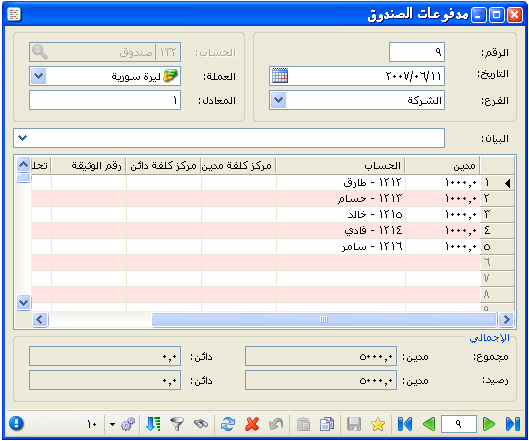 مدفوعات الصندوق
الرقم: ٩
الحساب: ١٢٢ صندوق
التاريخ: ٢٠٠٧/٠٦/١١
العملة: ليرة سورية
الفرع: الشركة
المعادل: ١
البيان:
مدين الحساب مركز كلفة مدين مركز كلفة دائن رقم الوثيقة تحلي
١ ١٠٠٠,٠ ١٢١٢ - طارق
٢ ١٠٠٠,٠ ١٢١٣ - حسام
٣ ١٠٠٠,٠ ١٢١٥ - خالد
٤ ١٠٠٠,٠ ١٢١٤ - فادي
٥ ١٠٠٠,٠ ١٢١٦ - سامر
٦
٧
٨
٩
الإجمالي
مجموع: مدين: ٥٠٠٠,٠ دائن: ٠,٠
رصيد: مدين: ٥٠٠٠,٠ دائن: ٠,٠
٩ ١٠